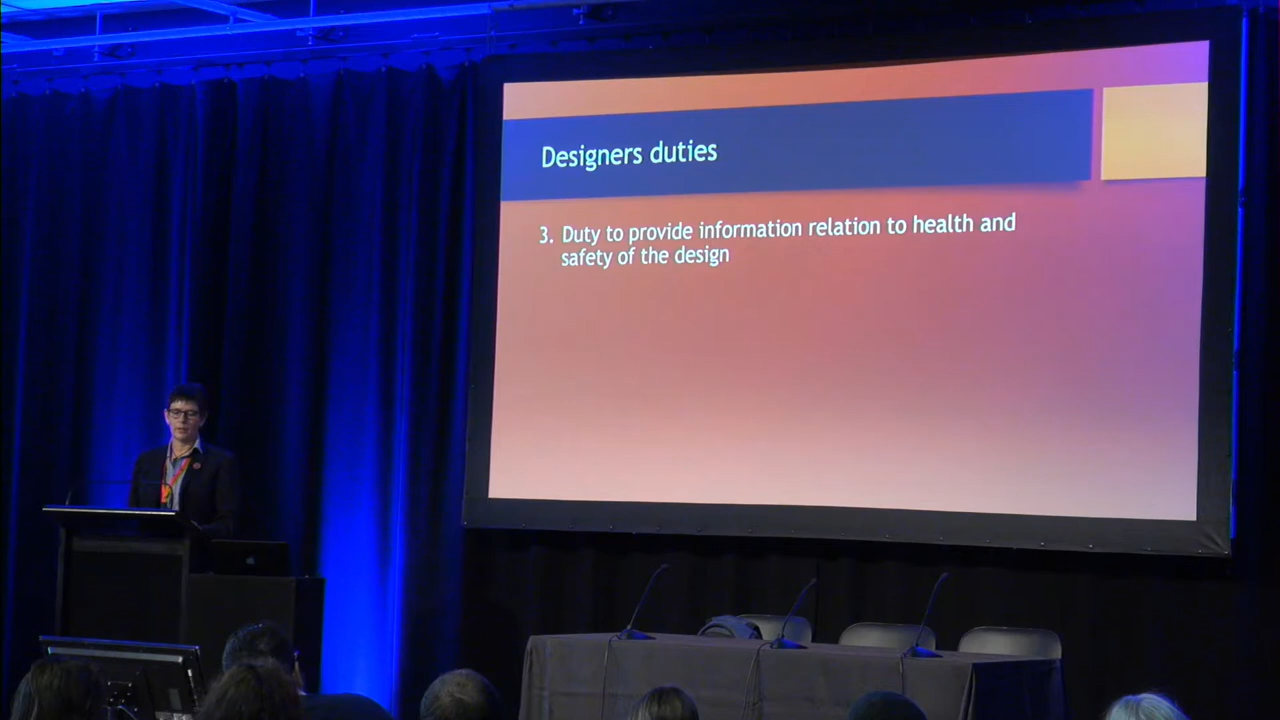 Designers duties
3. Duty to provide information relation to health and
safety of the design